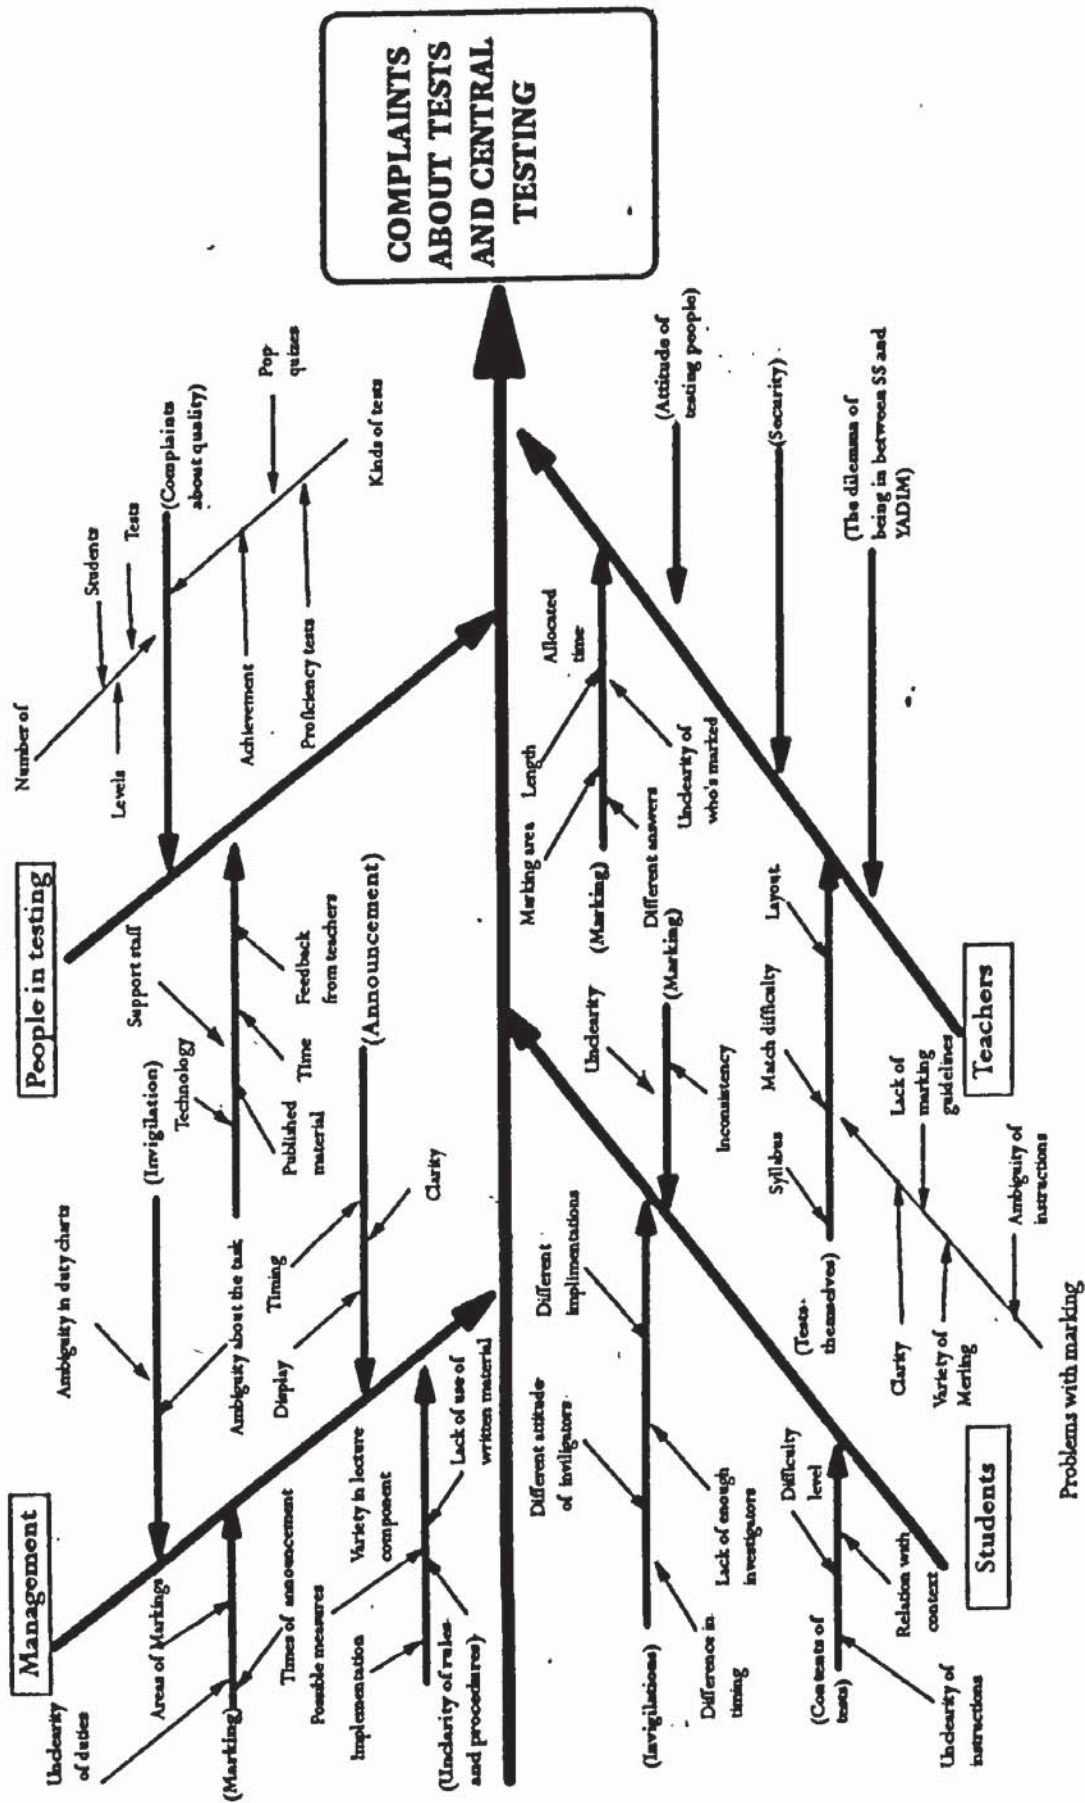 COMPLAINTS
ABOUT TESTS
AND CENTRAL
TESTING
People in testing
Number of
Students
Tests
Levels
(Complaints
about quality)
Pop
quizes
Kinds of tests
Achievement
Proficiency tests
Support staff
Technology
Feedback
from teachers
Time
Published
material
Ambiguity about the task
Management
Ambiguity in duty charts
(Invigilation)
(Announcement)
Timing
Display
Clarity
Unclearity
of duties
Areas of Markings
(Marking)
Times of announcement
Possible measures
Implementation
(Unclarity of rules
and procedures)
Variety in lecture
component
Lack of use of
written material
Teachers
(Attitude of
testing people)
(Security)
(The dilemma of
being in between SS and
YADIM)
Allocated
time
Length
Marking area
(Marking)
Different answers
Unclearity of
who's marked
Layout
Match difficulty
Syllabus
(Tests
themselves)
Lack of
marking
guidelines
Ambiguity of
instructions
Clarity
Variety of
Merling
Problems with marking
Students
Unclearity
(Marking)
Inconsistency
Different
implimentations
Different attitude
of inviligators
Lack of enough
investigators
Difference in
timing
(Invigilations)
Difficulty
level
Relation with
context
(Contents of
tests)
Unclearity of
instructions